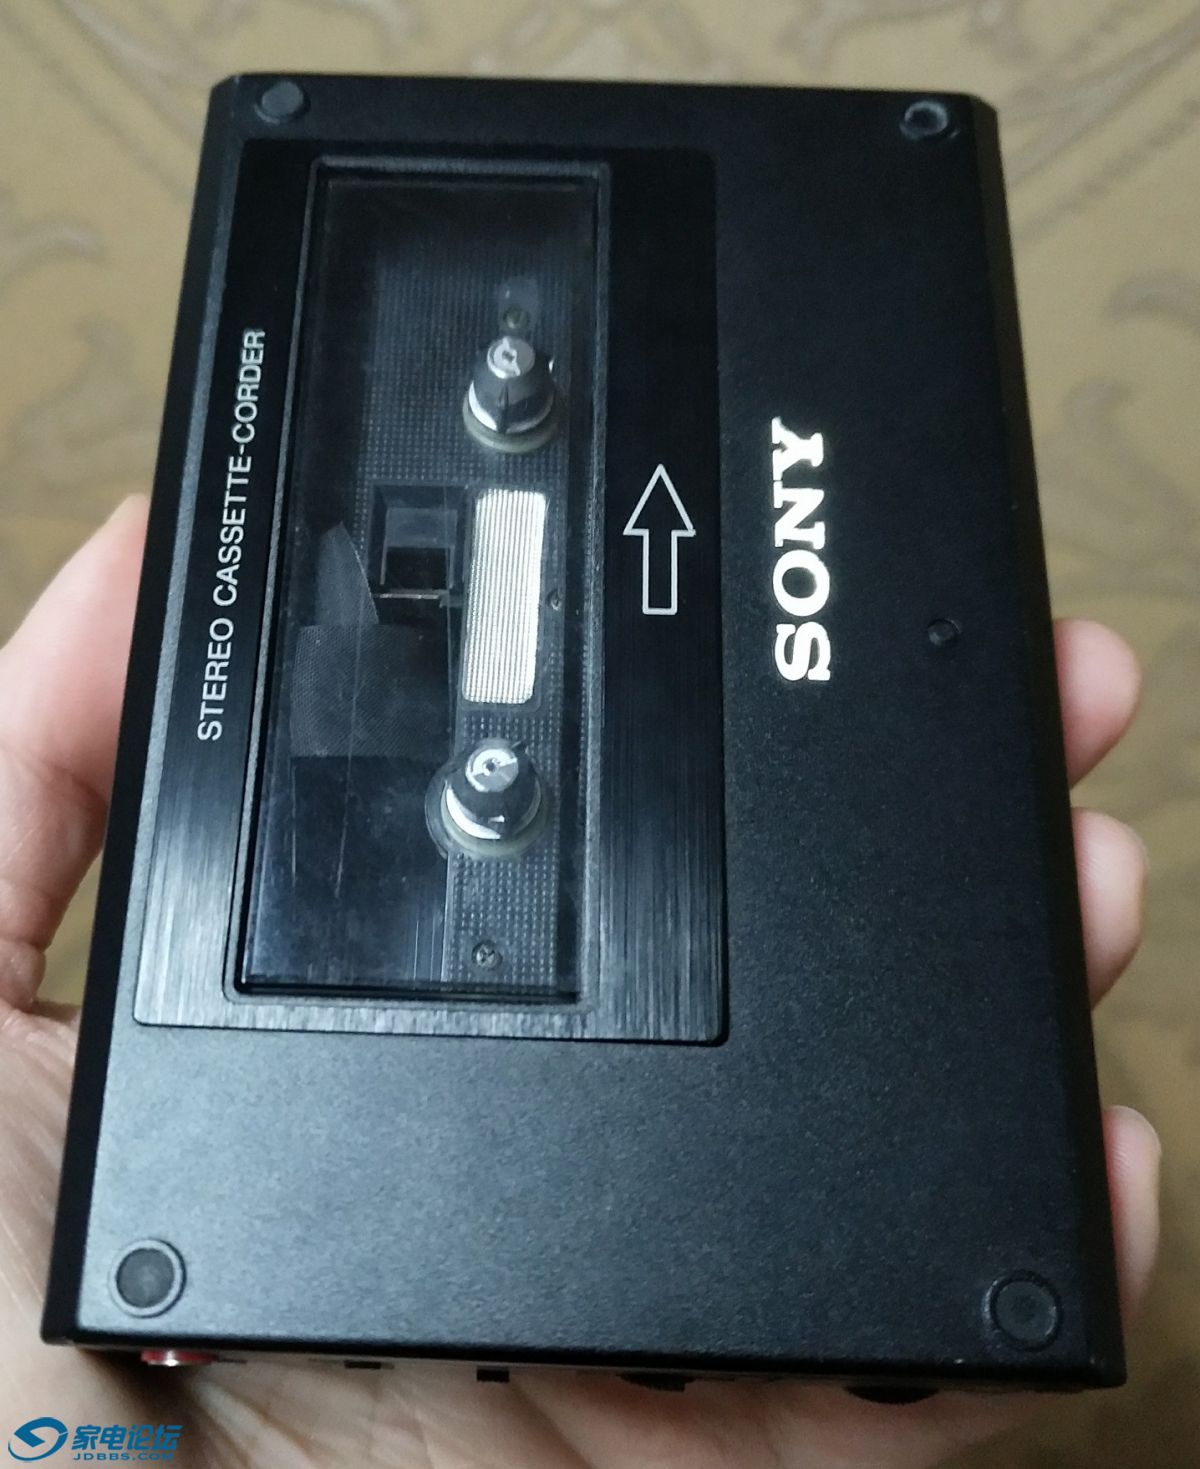 STEREO CASSETTE-CORDER
SONY
家电论坛
JDBBS.COM